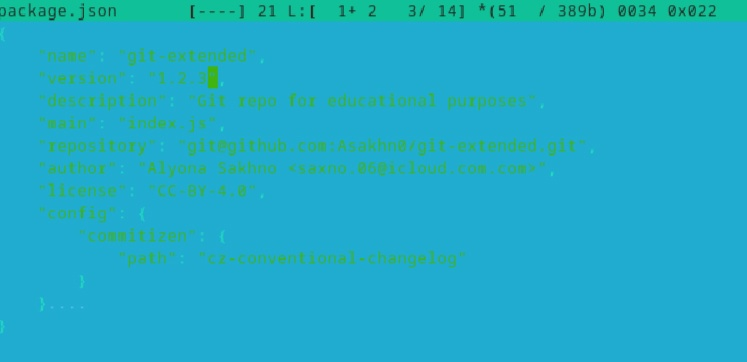 package.json [----] 21 L:[ 1+ 2 3/ 14] *(51 / 389b) 0034 0x022
{
"name": "git-extended",
"version": "1.2.3",
"description": "Git repo for educational purposes",
"main": "index.js",
"repository": "git@github.com:Asakhn0/git-extended.git",
"author": "Alyona Sakhno <saxno.06@icloud.com.com>",
"license": "CC-BY-4.0",
"config": {
"commitizen": {
"path": "cz-conventional-changelog"
}
}....
}